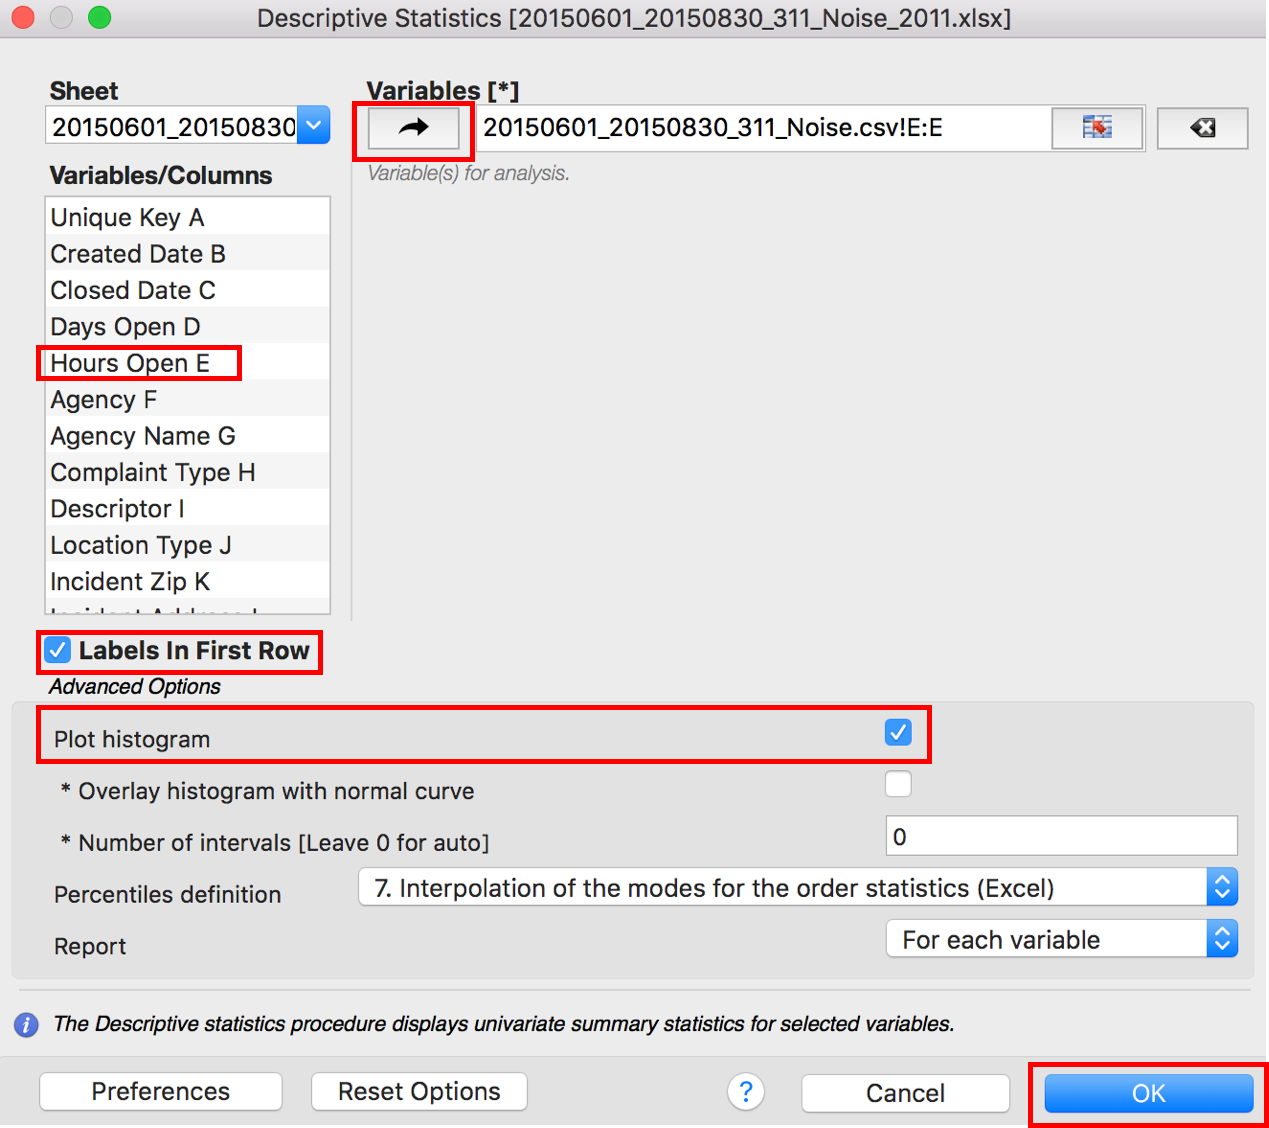 Descriptive Statistics [20150601_20150830_311_Noise_2011.xlsx]
Sheet
20150601_20150830
Variables [*]
20150601_20150830_311_Noise.csv!E:E
Variable(s) for analysis.
Variables/Columns
Unique Key A
Created Date B
Closed Date C
Days Open D
Hours Open E
Agency F
Agency Name G
Complaint Type H
Descriptor I
Location Type J
Incident Zip K
Labels In First Row
Advanced Options
Plot histogram
* Overlay histogram with normal curve
* Number of intervals [Leave 0 for auto]
0
Percentiles definition
7. Interpolation of the modes for the order statistics (Excel)
Report
For each variable
i
The Descriptive statistics procedure displays univariate summary statistics for selected variables.
Preferences
Reset Options
?
Cancel
OK